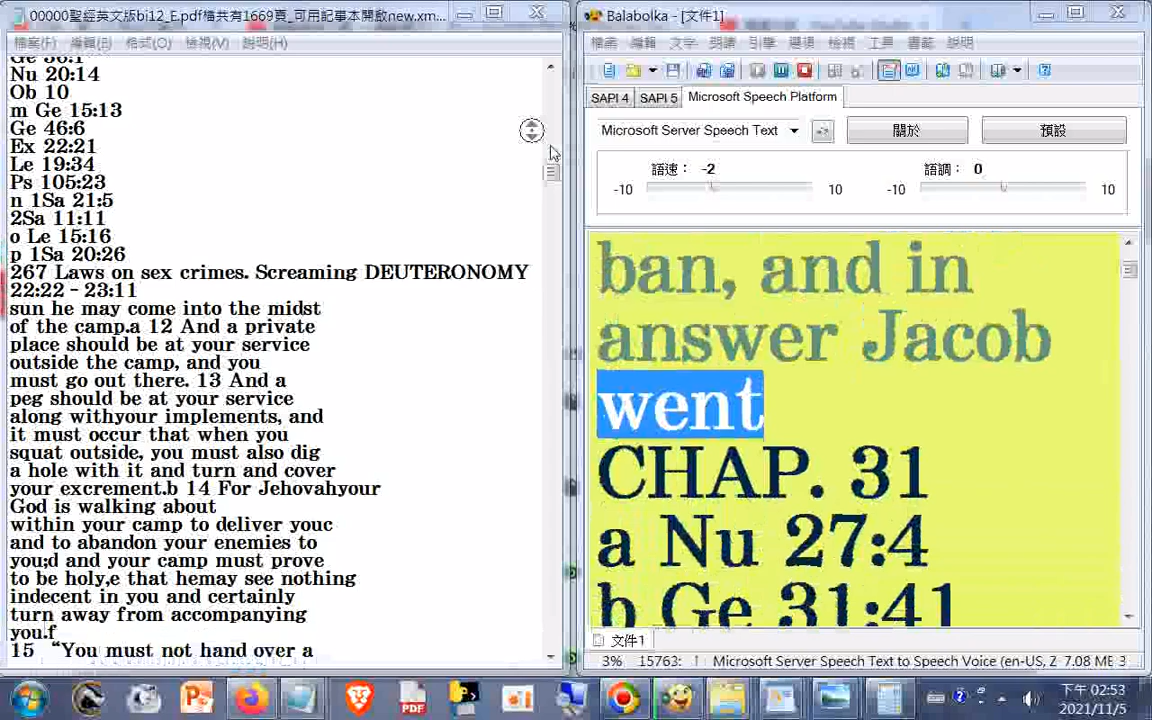 00000聖經英文版bi12_E.pdf檔共有1669頁_可用記事本開啟new.xm...
檔案(F) 編輯(E) 格式(O) 檢視(V) 說明(H)
Ge 36:1
Nu 20:14
Ob 10
m Ge 15:13
Ge 46:6
Ex 22:21
Le 19:34
Ps 105:23
n 1Sa 21:5
2Sa 11:11
o Le 15:16
p 1Sa 20:26
267 Laws on sex crimes. Screaming DEUTERONOMY
22:22 - 23:11
sun he may come into the midst
of the camp.a 12 And a private
place should be at your service
outside the camp, and you
must go out there. 13 And a
peg should be at your service
along withyour implements, and
it must occur that when you
squat outside, you must also dig
a hole with it and turn and cover
your excrement.b 14 For Jehovahyour
God is walking about
within your camp to deliver youc
and to abandon your enemies to
you;d and your camp must prove
to be holy,e that hemay see nothing
indecent in you and certainly
turn away from accompanying
you.f
15 “You must not hand over a
Balabolka - [文件1]
檔案 編輯 文字 朗讀 引擎 選項 檢視 工具 書籤 說明
SAPI 4 SAPI 5 Microsoft Speech Platform
Microsoft Server Speech Text 關於 預設
語速： -2 語調： 0
-10 10 -10 10
ban, and in
answer Jacob
went
CHAP. 31
a Nu 27:4
b Ge 31:41
文件1
3% 15763: Microsoft Server Speech Text to Speech Voice (en-US, Z 7.08 MB
下午 02:53
2021/11/5